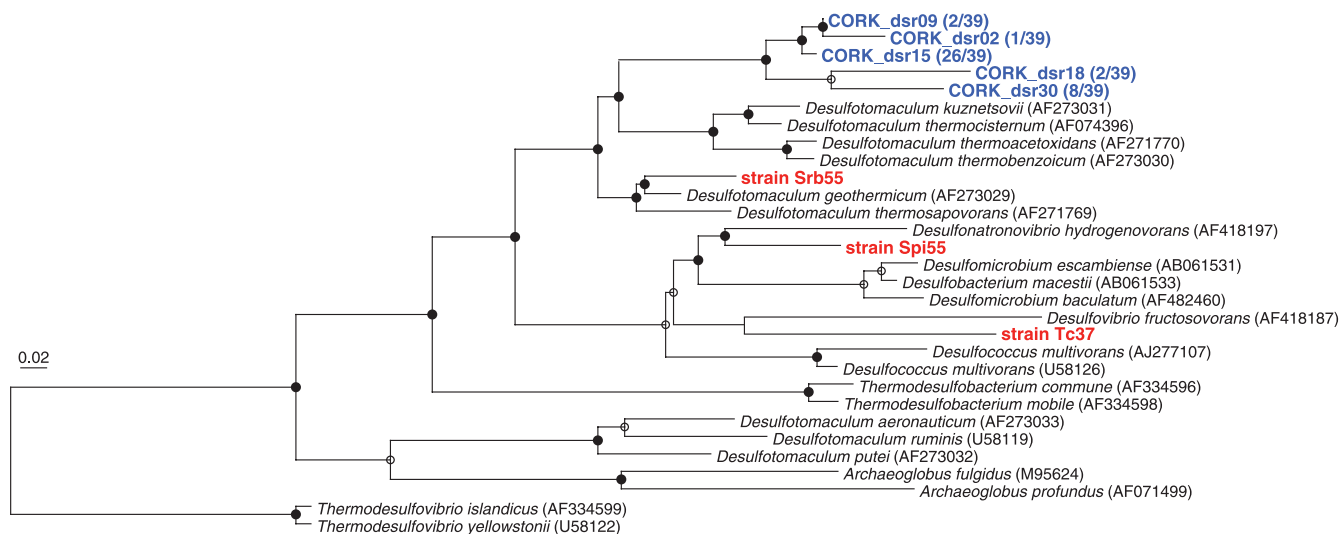 CORK_dsr09 (2/39)
CORK_dsr02 (1/39)
CORK_dsr15 (26/39)
CORK_dsr18 (2/39)
CORK_dsr30 (8/39)
Desulfotomaculum kuznetsovii (AF273031)
Desulfotomaculum thermocisternum (AF074396)
Desulfotomaculum thermoacetoxidans (AF271770)
Desulfotomaculum thermobenzoicum (AF273030)
strain Srb55
Desulfotomaculum geothermicum (AF273029)
Desulfotomaculum thermosapovorans (AF271769)
Desulfonatronovibrio hydrogenovorans (AF418197)
strain Spi55
Desulfomicrobium escambiense (AB061531)
Desulfobacterium macestii (AB061533)
Desulfomicrobium baculatum (AF482460)
Desulfovibrio fructosovorans (AF418187)
strain Tc37
Desulfococcus multivorans (AJ277107)
0.02
Desulfococcus multivorans (U58126)
Thermodesulfobacterium commune (AF334596)
Thermodesulfobacterium mobile (AF334598)
Desulfotomaculum aeronauticum (AF273033)
Desulfotomaculum ruminis (U58119)
Desulfotomaculum putei (AF273032)
Archaeoglobus fulgidus (M95624)
Archaeoglobus profundus (AF071499)
Thermodesulfovibrio islandicus (AF334599)
Thermodesulfovibrio yellowstonii (U58122)